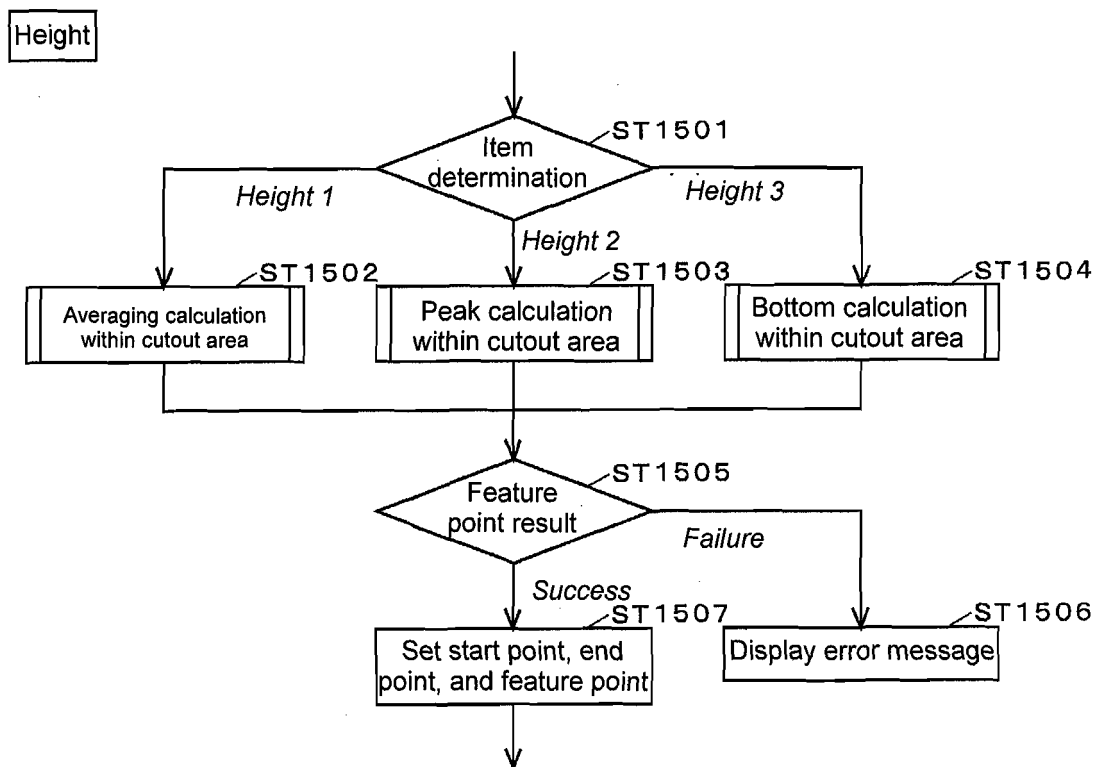 Height
ST1501
Item
determination
Height 1
Height 3
Height 2
ST1502
ST1503
ST1504
Averaging calculation
within cutout area
Peak calculation
within cutout area
Bottom calculation
within cutout area
ST1505
Feature
point result
Failure
Success
ST1507
ST1506
Set start point, end
point, and feature point
Display error message